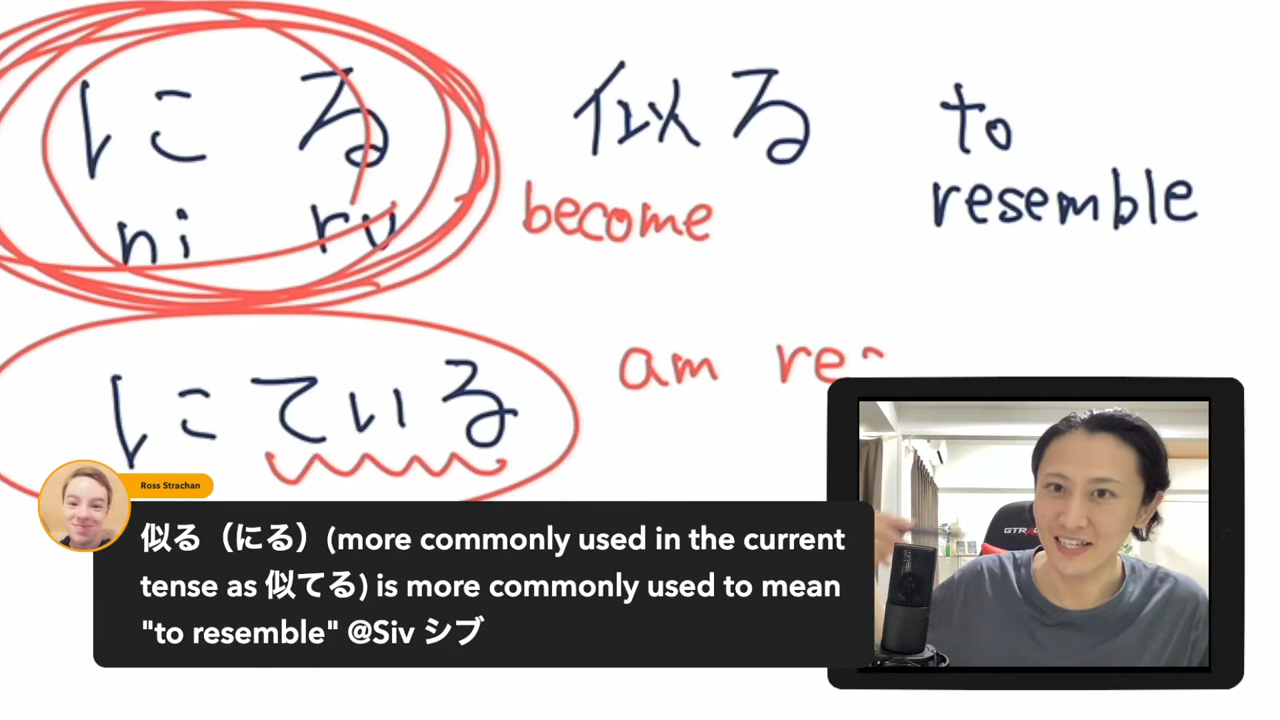 にる 似る to
ni ru become resemble
にている am re
Ross Strachan
似る（にる）(more commonly used in the current
tense as 似てる) is more commonly used to mean
"to resemble" @Siv シブ